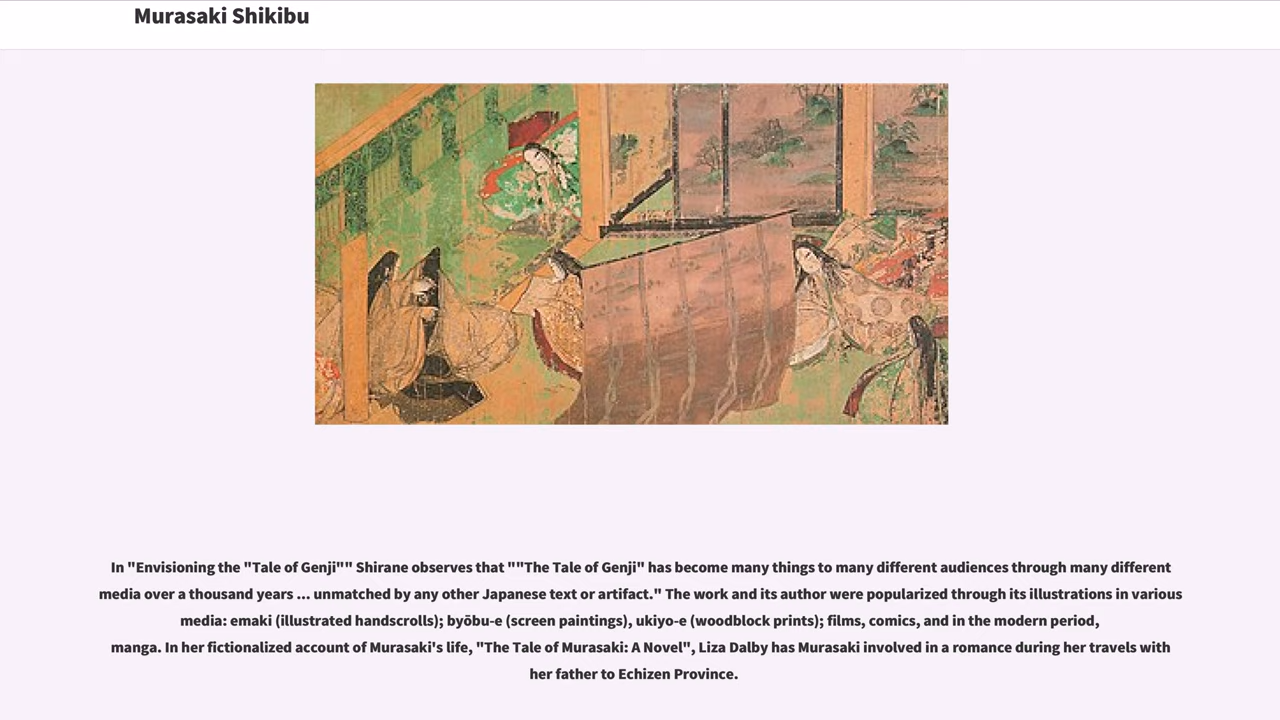 Murasaki Shikibu
In "Envisioning the "Tale of Genji"" Shirane observes that ""The Tale of Genji" has become many things to many different audiences through many different
media over a thousand years ... unmatched by any other Japanese text or artifact." The work and its author were popularized through its illustrations in various
media: emaki (illustrated handscrolls); byōbu-e (screen paintings), ukiyo-e (woodblock prints); films, comics, and in the modern period,
manga. In her fictionalized account of Murasaki's life, "The Tale of Murasaki: A Novel", Liza Dalby has Murasaki involved in a romance during her travels with
her father to Echizen Province.